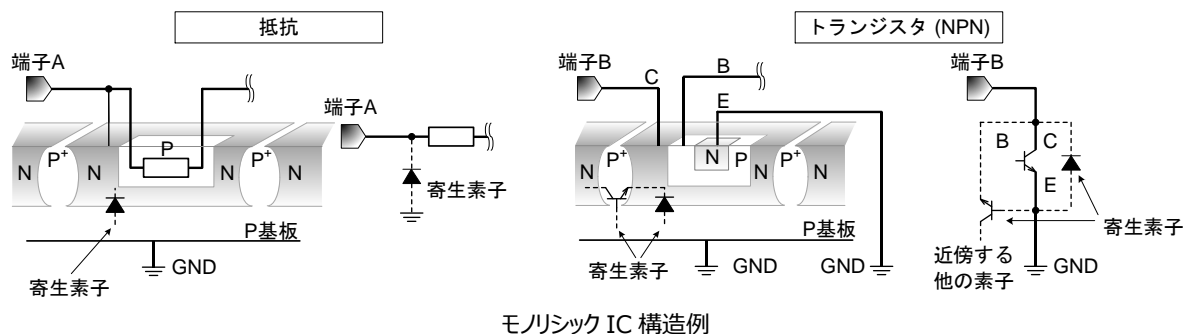 抵抗
トランジスタ (NPN)
端子A
端子A
N
P+
N
P
N
P+
N
寄生素子
P基板
GND
寄生素子
端子B
C
B
E
N
P+
N
N
P
P+
N
P基板
寄生素子
GND
GND
端子B
B
C
E
寄生素子
近傍する
他の素子
モノリシック IC 構造例